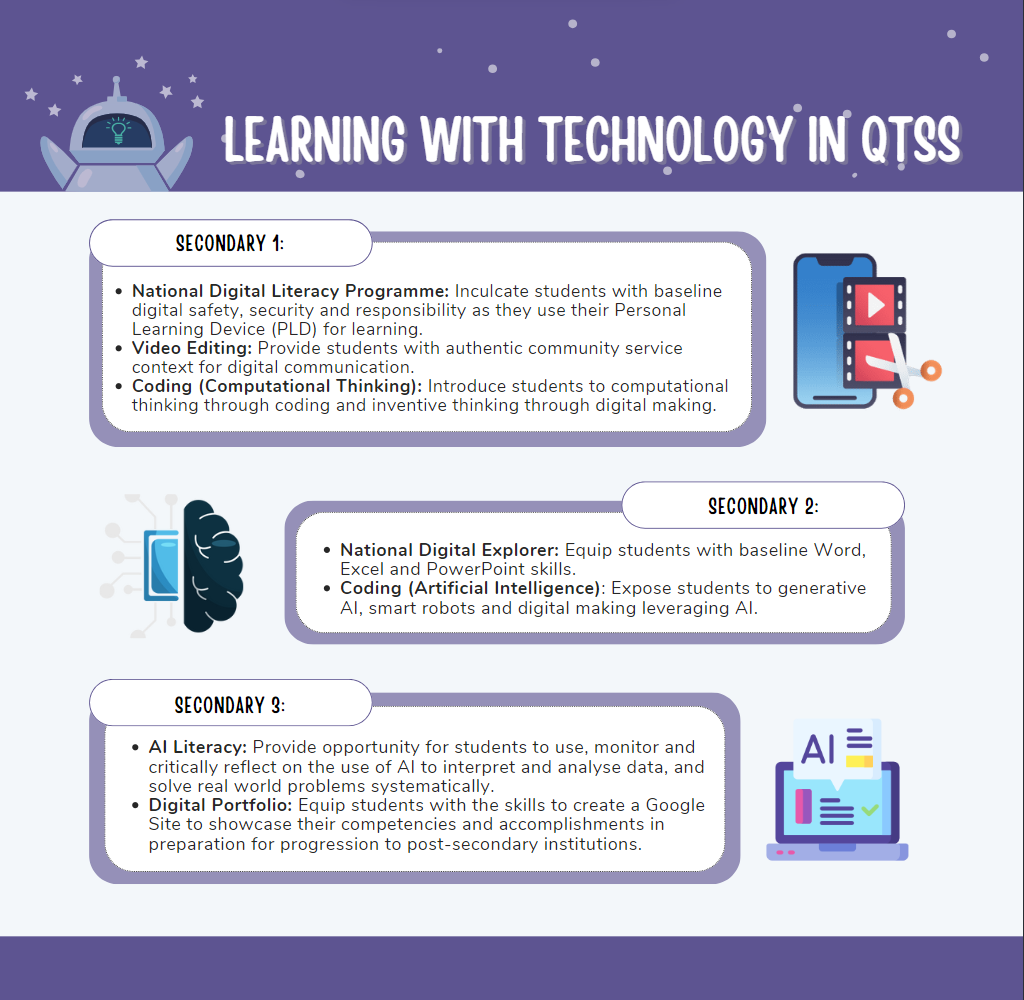 LEARNING WITH TECHNOLOGY IN QTSS
SECONDARY 1:
• National Digital Literacy Programme: Inculcate students with baseline
digital safety, security and responsibility as they use their Personal
Learning Device (PLD) for learning.
• Video Editing: Provide students with authentic community service
context for digital communication.
• Coding (Computational Thinking): Introduce students to computational
thinking through coding and inventive thinking through digital making.
SECONDARY 2:
• National Digital Explorer: Equip students with baseline Word,
Excel and PowerPoint skills.
• Coding (Artificial Intelligence): Expose students to generative
AI, smart robots and digital making leveraging AI.
SECONDARY 3:
• AI Literacy: Provide opportunity for students to use, monitor and
critically reflect on the use of AI to interpret and analyse data, and
solve real world problems systematically.
• Digital Portfolio: Equip students with the skills to create a Google
Site to showcase their competencies and accomplishments in
preparation for progression to post-secondary institutions.
AI